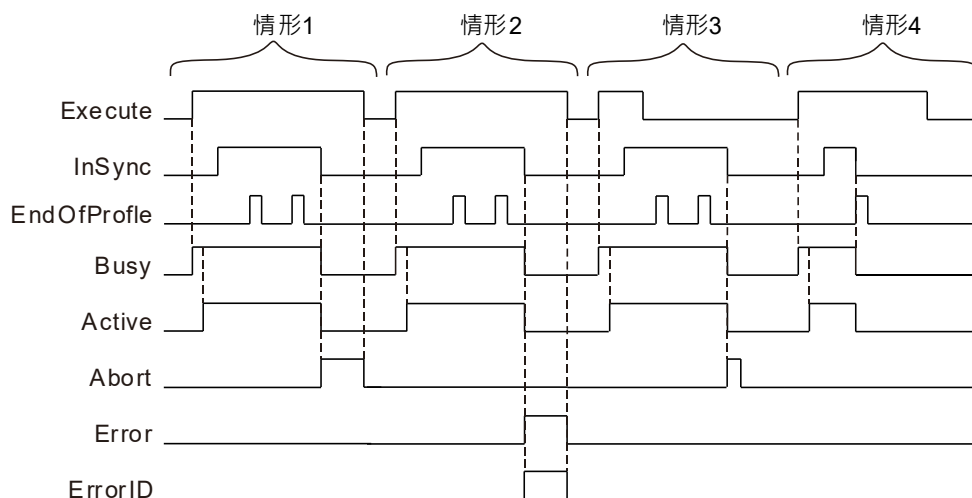 情形1 情形2 情形3 情形4
Execute
InSync
EndOfProfle
Busy
Active
Abort
Error
ErrorID